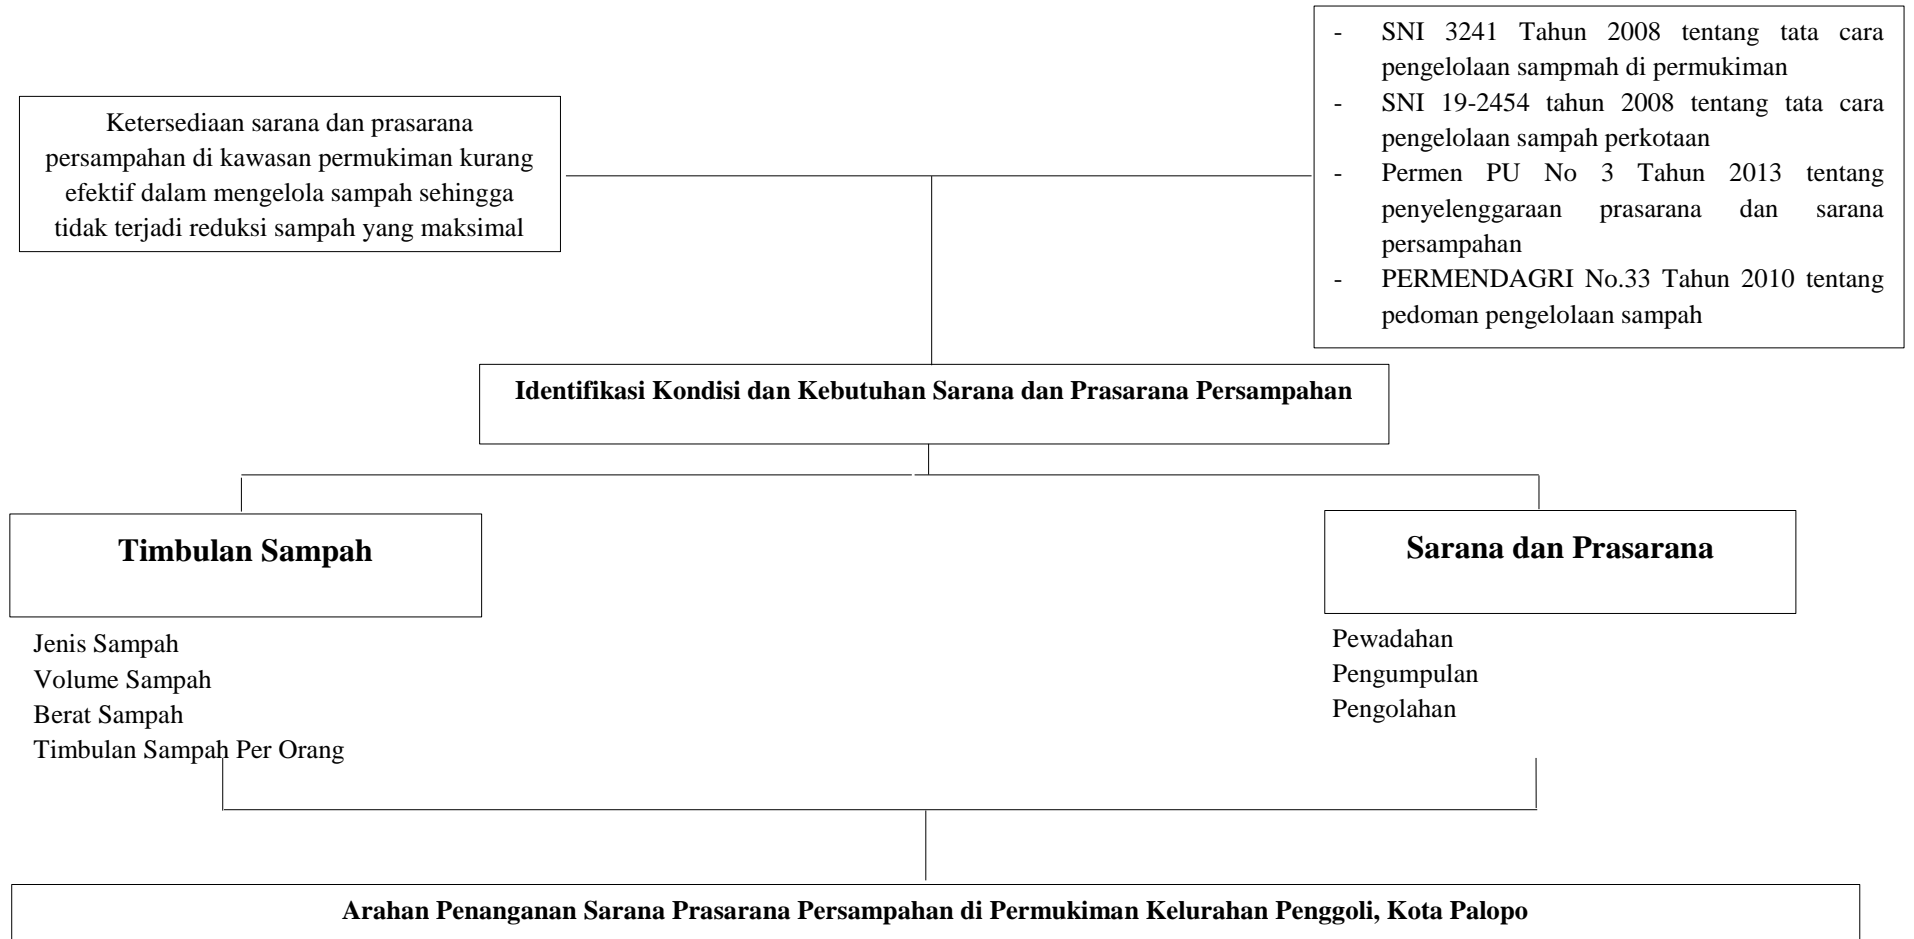 Ketersediaan sarana dan prasarana
persampahan di kawasan permukiman kurang
efektif dalam mengelola sampah sehingga
tidak terjadi reduksi sampah yang maksimal
- SNI 3241 Tahun 2008 tentang tata cara
pengelolaan sampmah di permukiman
- SNI 19-2454 tahun 2008 tentang tata cara
pengelolaan sampah perkotaan
- Permen PU No 3 Tahun 2013 tentang
penyelenggaraan prasarana dan sarana
persampahan
- PERMENDAGRI No.33 Tahun 2010 tentang
pedoman pengelolaan sampah
Identifikasi Kondisi dan Kebutuhan Sarana dan Prasarana Persampahan
Timbulan Sampah
Jenis Sampah
Volume Sampah
Berat Sampah
Timbulan Sampah Per Orang
Sarana dan Prasarana
Pewadahan
Pengumpulan
Pengolahan
Arahan Penanganan Sarana Prasarana Persampahan di Permukiman Kelurahan Penggoli, Kota Palopo